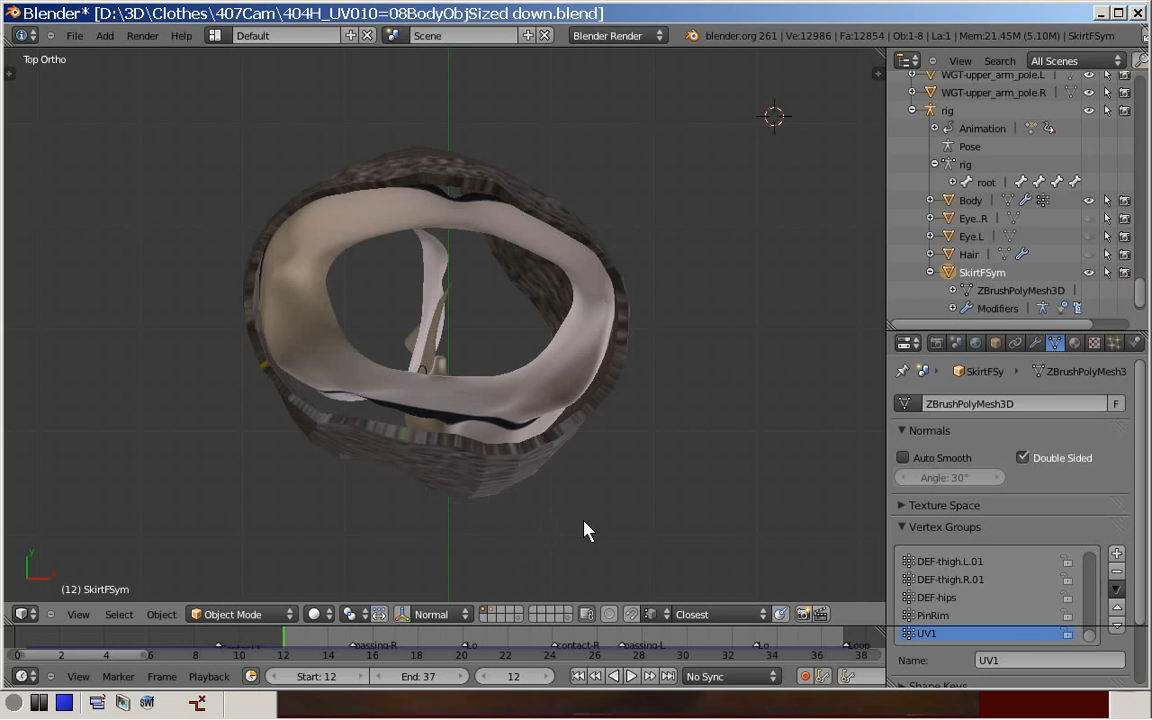 Blender* [D:\3D\Clothes\407Cam\404H_UV010=08BodyObjSized down.blend]
File Add Render Help Default Scene Blender Render blender.org 261 | Ve:12986 | Fa:12854 | Ob:1-8 | La:1 | Mem:21.45M (5.10M) | SkirtFSym
Top Ortho
View Search All Scenes
WGT-upper_arm_pole.L
WGT-upper_arm_pole.R
rig
Animation
Pose
rig
root
Body
Eye..R
Eye.L
Hair
SkirtFSym
ZBrushPolyMesh3D
Modifiers
SkirtFSy ZBrushPolyMesh3
ZBrushPolyMesh3D F
Normals
Auto Smooth Double Sided
Angle: 30°
Texture Space
Vertex Groups
DEF-thigh.L.01
DEF-thigh.R.01
DEF-hips
PinRim
UV1
Name: UV1
Shape Keys
y
x
(12) SkirtFSym
View Select Object Object Mode Normal Closest
passing-R Lo contact-R passing-L Lo Loop
0 2 4 6 8 10 12 14 16 18 20 22 24 26 28 30 32 34 36 38
View Marker Frame Playback Start: 12 End: 37 12 No Sync
swf